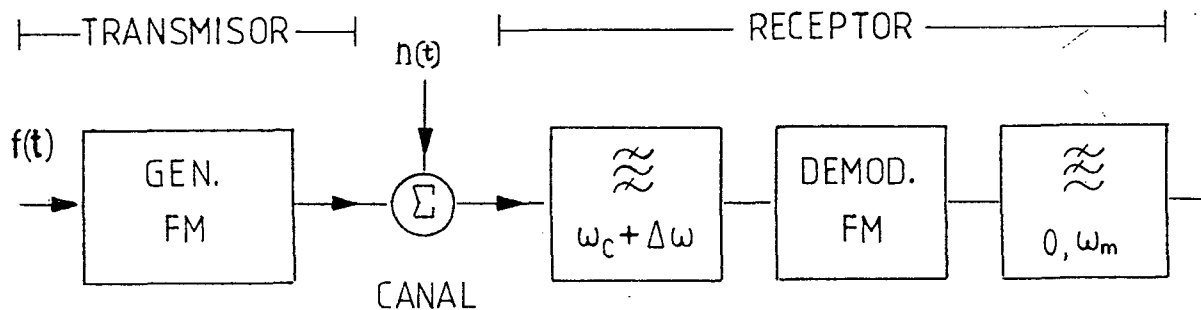 TRANSMISOR
RECEPTOR
n(t)
f(t)
GEN.
FM
Σ
CANAL
ω_c + Δω
DEMOD.
FM
0, ω_m